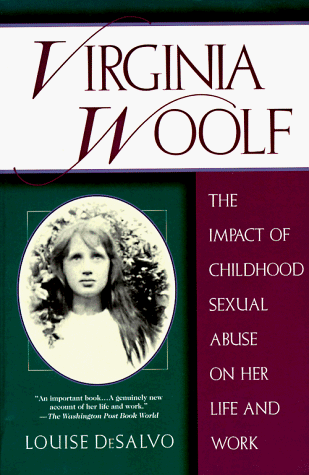 VIRGINIA
WOOLF
THE
IMPACT OF
CHILDHOOD
SEXUAL
ABUSE
ON HER
LIFE AND
WORK
"An important book...A genuinely new
account of her life and work."
—The Washington Post Book World
LOUISE DESALVO